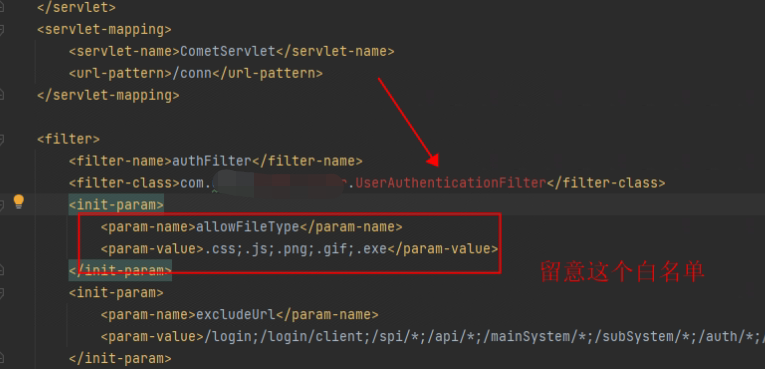 </servlet>
<servlet-mapping>
<servlet-name>CometServlet</servlet-name>
<url-pattern>/conn</url-pattern>
</servlet-mapping>
<filter>
<filter-name>authFilter</filter-name>
<filter-class>com. r.UserAuthenticationFilter</filter-class>
<init-param>
<param-name>allowFileType</param-name>
<param-value>.css;.js;.png;.gif;.exe</param-value>
</init-param>
留意这个白名单
<init-param>
<param-name>excludeUrl</param-name>
<param-value>/login;/login/client;/spi/*;/api/*;/mainSystem/*;/subSystem/*;/auth/*;/
</init-param>